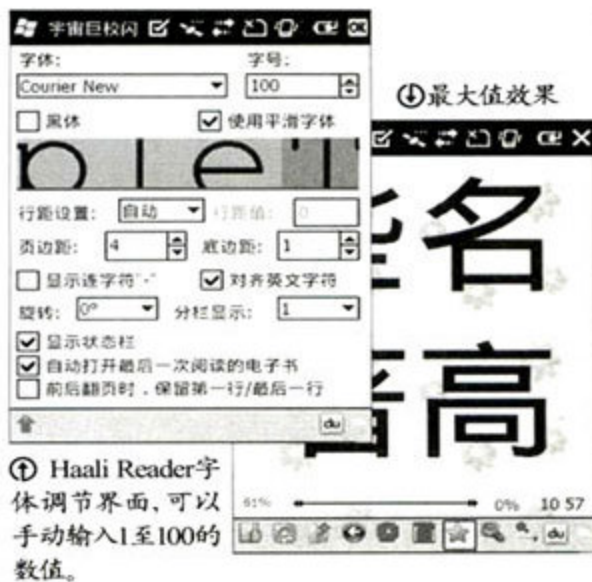 宇宙巨校闪
字体: 字号:
Courier New 100
黑体 使用平滑字体
行距设置: 自动 行距值: 0
页边距: 4 底边距: 1
显示连字符"-" 对齐英文字符
旋转: 0° 分栏显示: 1
显示状态栏
自动打开最后一次阅读的电子书
前后翻页时，保留第一行/最后一行
du
↑ Haali Reader字
体调节界面,可以
手动输入1至100的
数值。
↓最大值效果
名
高
61% 0% 10 57
du